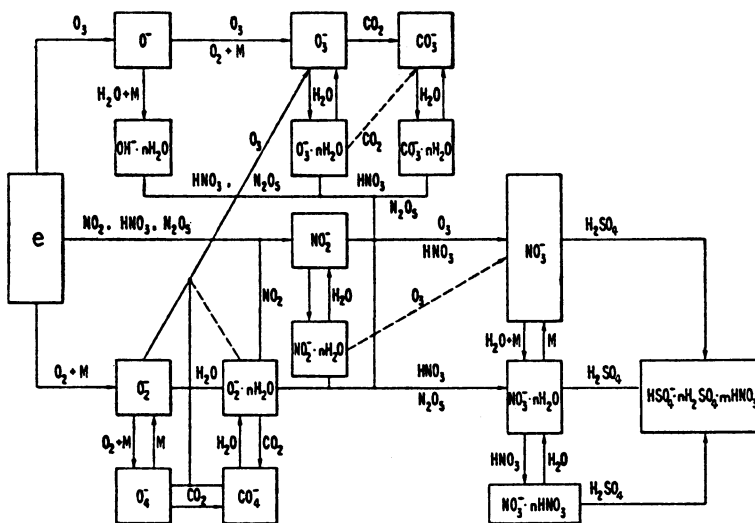 O₃ O⁻ O₃ O₂ + M O₃⁻ CO₂ CO₃⁻
H₂O+M H₂O H₂O
OH⁻·nH₂O O₃ O₃⁻·nH₂O CO₂ CO₃⁻·nH₂O
HNO₃, N₂O₅ HNO₃
N₂O₅
e NO₂, HNO₃, N₂O₅ NO₂⁻ O₃ HNO₃ NO₃⁻ H₂SO₄
NO₂ H₂O O₃
NO₂⁻·nH₂O H₂O+M M
O₂ + M O₂⁻ H₂O O₂⁻·nH₂O HNO₃ N₂O₅ NO₃⁻·nH₂O H₂SO₄ HSO₄⁻·nH₂SO₄·mHNO₃
O₂+M M H₂O CO₂ HNO₃ H₂O
O₄⁻ CO₂ CO₄⁻ NO₃⁻·nHNO₃ H₂SO₄